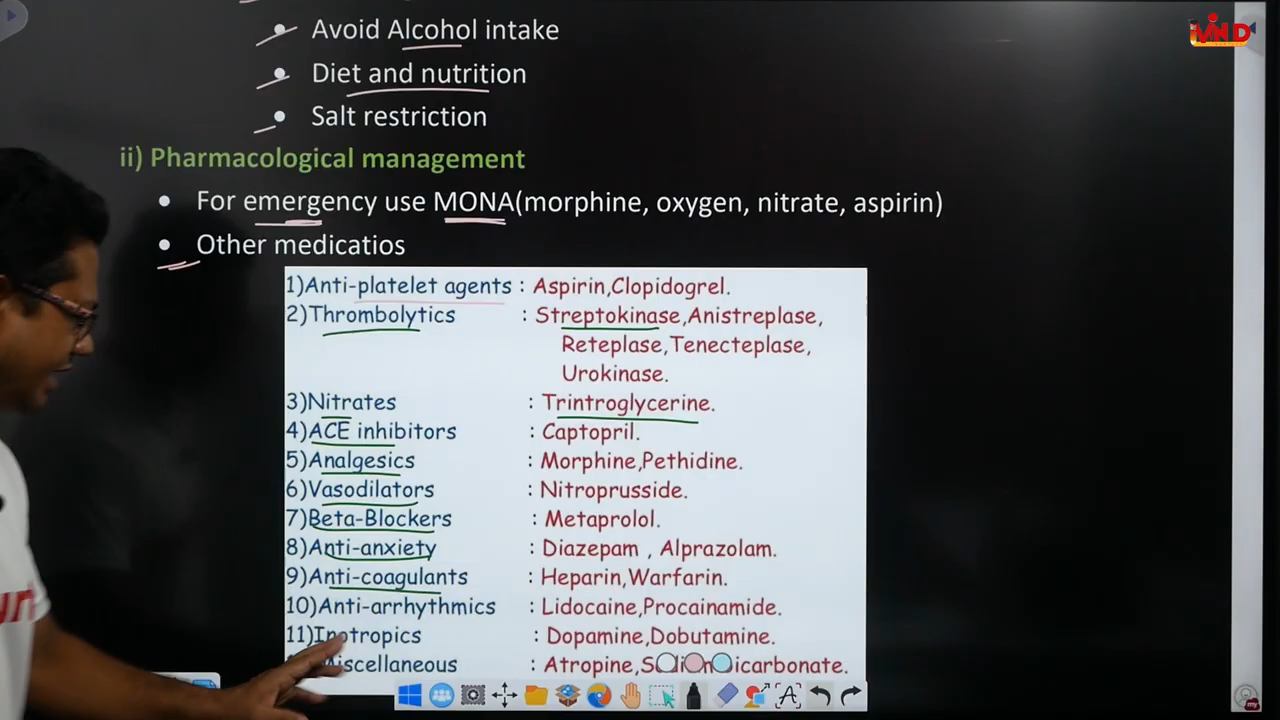 Avoid Alcohol intake
Diet and nutrition
Salt restriction
ii) Pharmacological management
For emergency use MONA(morphine, oxygen, nitrate, aspirin)
Other medicatios
1)Anti-platelet agents : Aspirin,Clopidogrel.
2)Thrombolytics : Streptokinase,Anistreplase,
Reteplase,Tenecteplase,
Urokinase.
3)Nitrates : Trintroglycerine.
4)ACE inhibitors : Captopril.
5)Analgesics : Morphine,Pethidine.
6)Vasodilators : Nitroprusside.
7)Beta-Blockers : Metaprolol.
8)Anti-anxiety : Diazepam , Alprazolam.
9)Anti-coagulants : Heparin,Warfarin.
10)Anti-arrhythmics : Lidocaine,Procainamide.
11)Inotropics : Dopamine,Dobutamine.
Miscellaneous : Atropine,